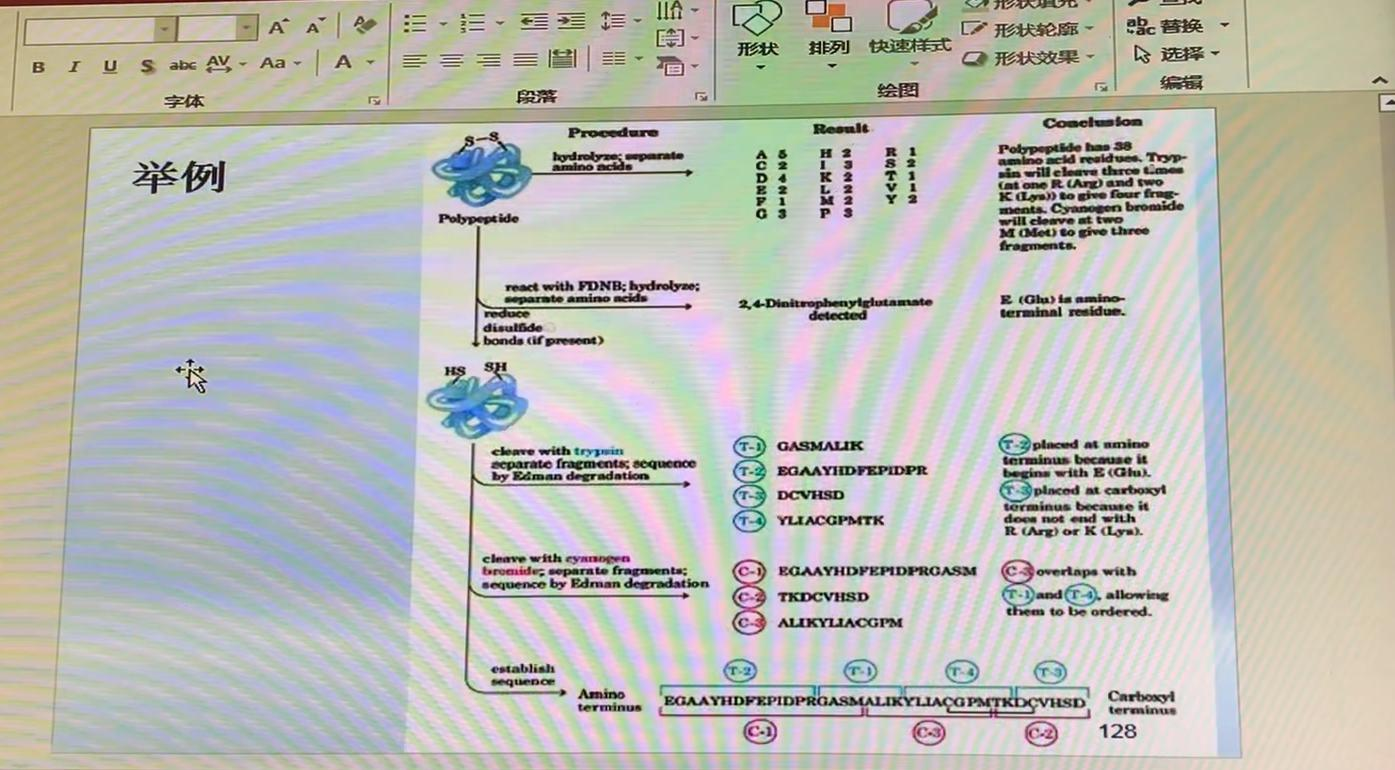 A A
B I U S abc AV Aa A
字体
段落
形状
排列
快速样式
形状填充
形状轮廓
形状效果
绘图
替换
选择
编辑
举例
Procedure
Result
Conclusion
S–S
hydrolyze; separate
amino acids
Polypeptide
A 5 H 2 R 1
C 2 I 3 S 2
D 4 K 2 T 1
E 2 L 2 V 1
F 1 M 2 Y 2
G 3 P 3
Polypeptide has 38
amino acid residues. Tryp-
sin will cleave three times
(at one R (Arg) and two
K (Lys)) to give four frag-
ments. Cyanogen bromide
will cleave at two
M (Met) to give three
fragments.
react with FDNB; hydrolyze;
separate amino acids
reduce
disulfide
bonds (if present)
2,4-Dinitrophenylglutamate
detected
E (Glu) is amino-
terminal residue.
HS SH
cleave with trypsin
separate fragments; sequence
by Edman degradation
T-1 GASMALIK
T-2 EGAAYHDFEPIDPR
T-3 DCVHSD
T-4 YLIACGPMTK
T-2 placed at amino
terminus because it
begins with E (Glu).
T-3 placed at carboxyl
terminus because it
does not end with
R (Arg) or K (Lys).
cleave with cyanogen
bromide; separate fragments;
sequence by Edman degradation
C-1 EGAAYHDFEPIDPRGASM
C-2 TKDCVHSD
C-3 ALIKYLIACGPM
C-3 overlaps with
T-1 and T-4, allowing
them to be ordered.
establish
sequence
T-2 T-1 T-4 T-3
Amino
terminus
EGAAYHDFEPIDPRGASMALIKYLIACGPMTKDCVHSD
Carboxyl
terminus
C-1 C-3 C-2
128